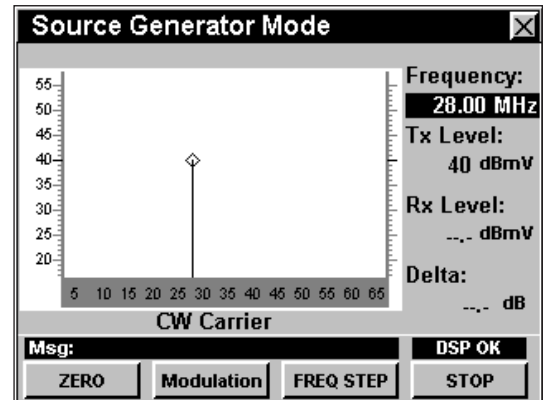 Source Generator Mode
Frequency:
28.00 MHz
Tx Level:
40 dBmV
Rx Level:
--.- dBmV
Delta:
--.- dB
55
50
45
40
35
30
25
20
5 10 15 20 25 30 35 40 45 50 55 60 65
CW Carrier
Msg:
DSP OK
ZERO
Modulation
FREQ STEP
STOP